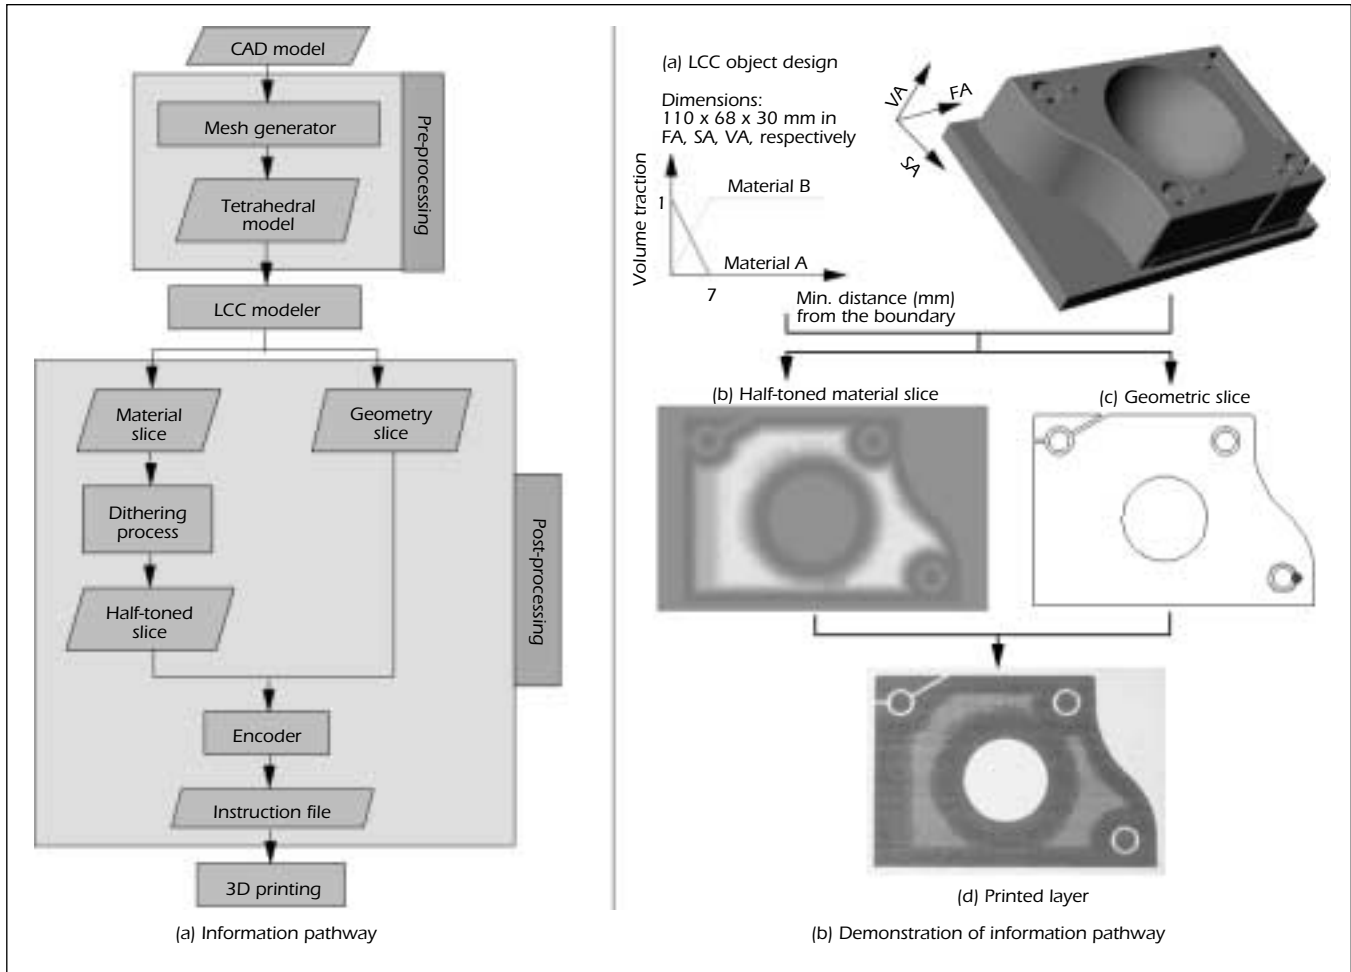 CAD model
Mesh generator
Tetrahedral
model
Pre-processing
LCC modeler
Material
slice
Geometry
slice
Dithering
process
Half-toned
slice
Post-processing
Encoder
Instruction file
3D printing
(a) Information pathway
(a) LCC object design
Dimensions:
110 x 68 x 30 mm in
FA, SA, VA, respectively
VA
FA
SA
Volume traction
1
Material B
Material A
7
Min. distance (mm)
from the boundary
(b) Half-toned material slice
(c) Geometric slice
(d) Printed layer
(b) Demonstration of information pathway